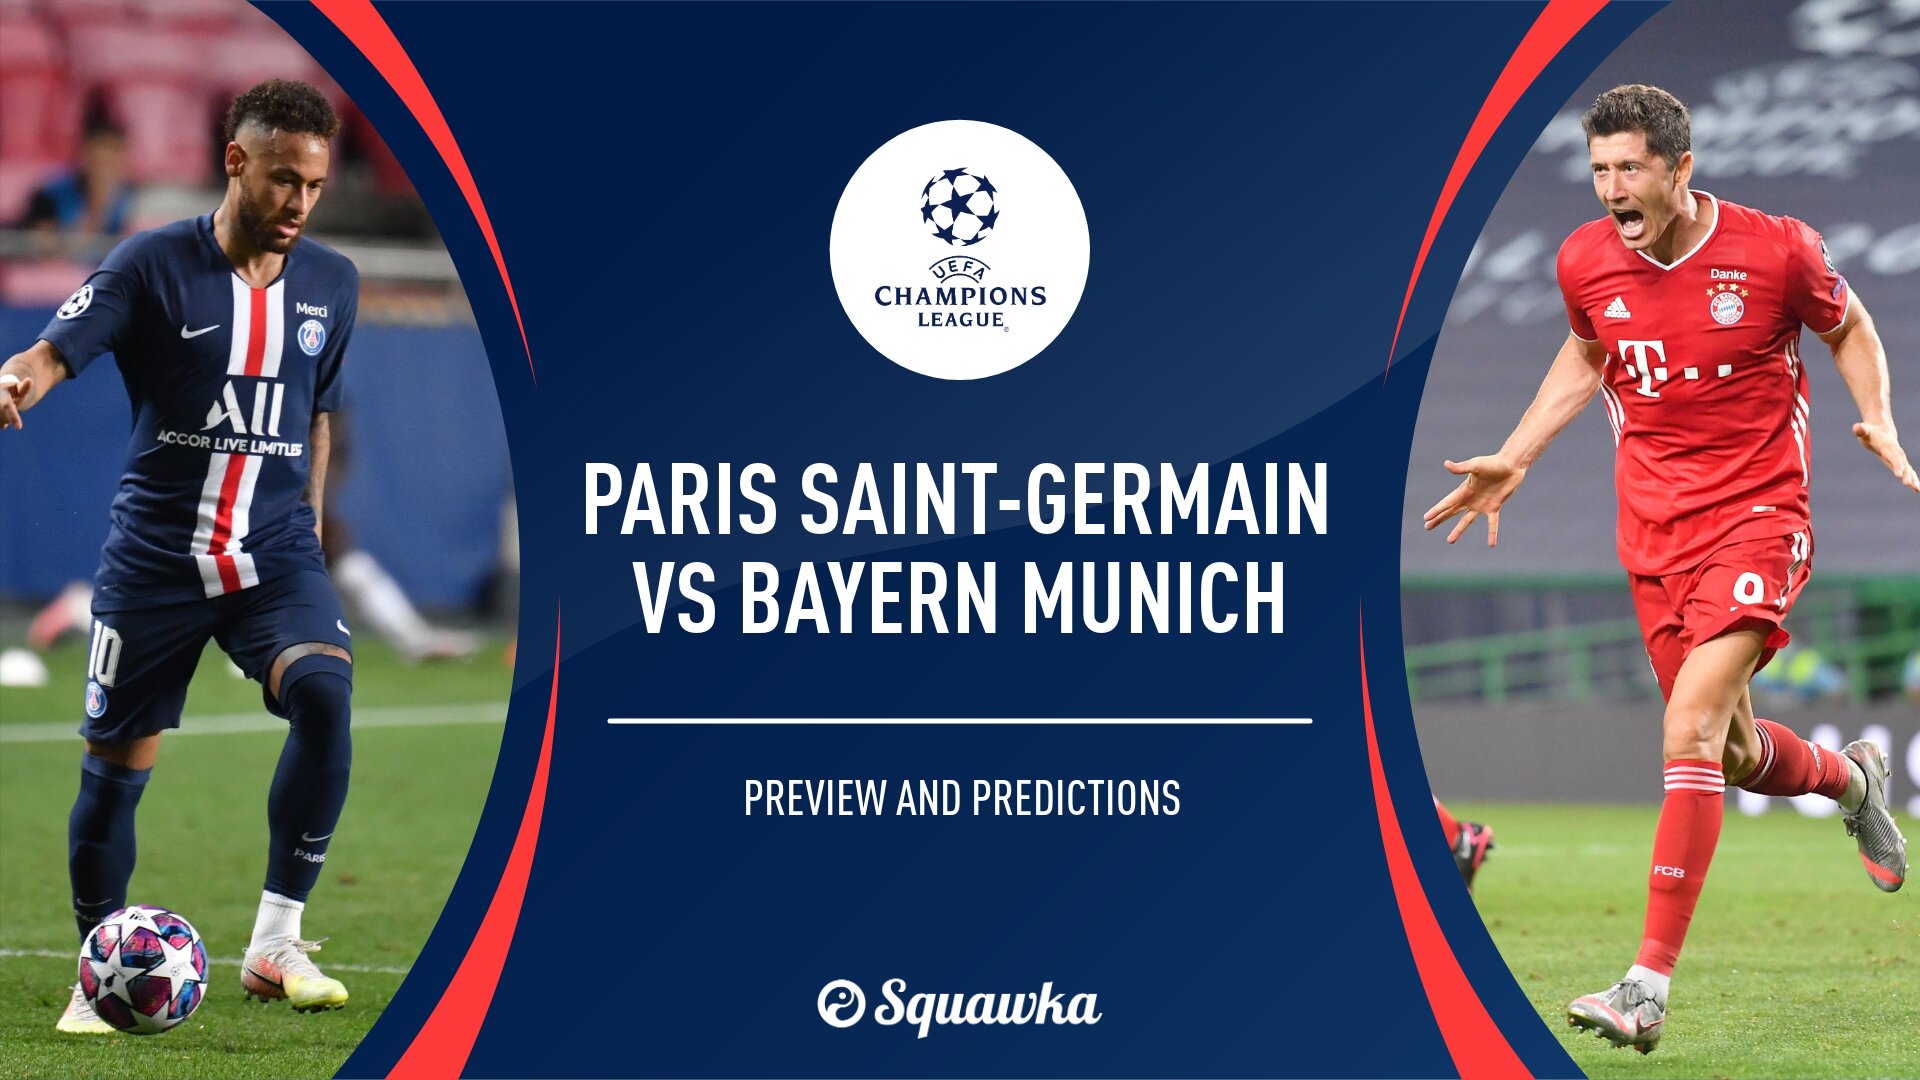 UEFA
CHAMPIONS
LEAGUE
PARIS SAINT-GERMAIN
VS BAYERN MUNICH
PREVIEW AND PREDICTIONS
Squawka
Merci
ALL
ACCOR LIVE LIMITLESS
10
PARIS
Danke
adidas
T
9
FCB